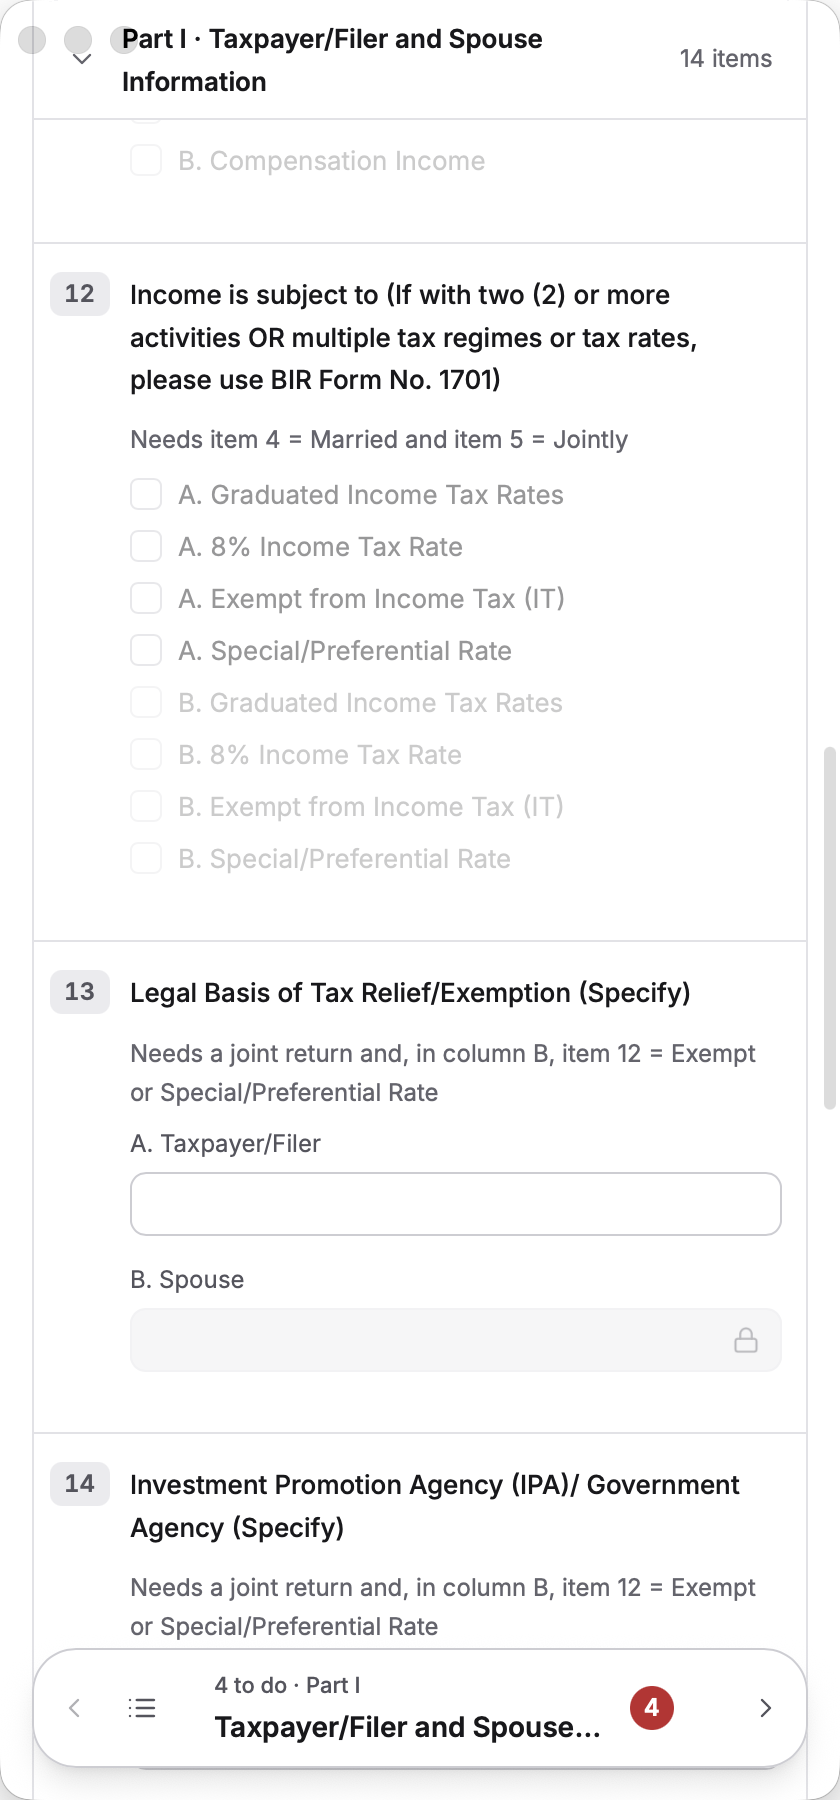 Part I · Taxpayer/Filer and Spouse
Information
14 items
B. Compensation Income
12
Income is subject to (If with two (2) or more
activities OR multiple tax regimes or tax rates,
please use BIR Form No. 1701)
Needs item 4 = Married and item 5 = Jointly
A. Graduated Income Tax Rates
A. 8% Income Tax Rate
A. Exempt from Income Tax (IT)
A. Special/Preferential Rate
B. Graduated Income Tax Rates
B. 8% Income Tax Rate
B. Exempt from Income Tax (IT)
B. Special/Preferential Rate
13
Legal Basis of Tax Relief/Exemption (Specify)
Needs a joint return and, in column B, item 12 = Exempt
or Special/Preferential Rate
A. Taxpayer/Filer
B. Spouse
14
Investment Promotion Agency (IPA)/ Government
Agency (Specify)
Needs a joint return and, in column B, item 12 = Exempt
or Special/Preferential Rate
4 to do · Part I
Taxpayer/Filer and Spouse...
4